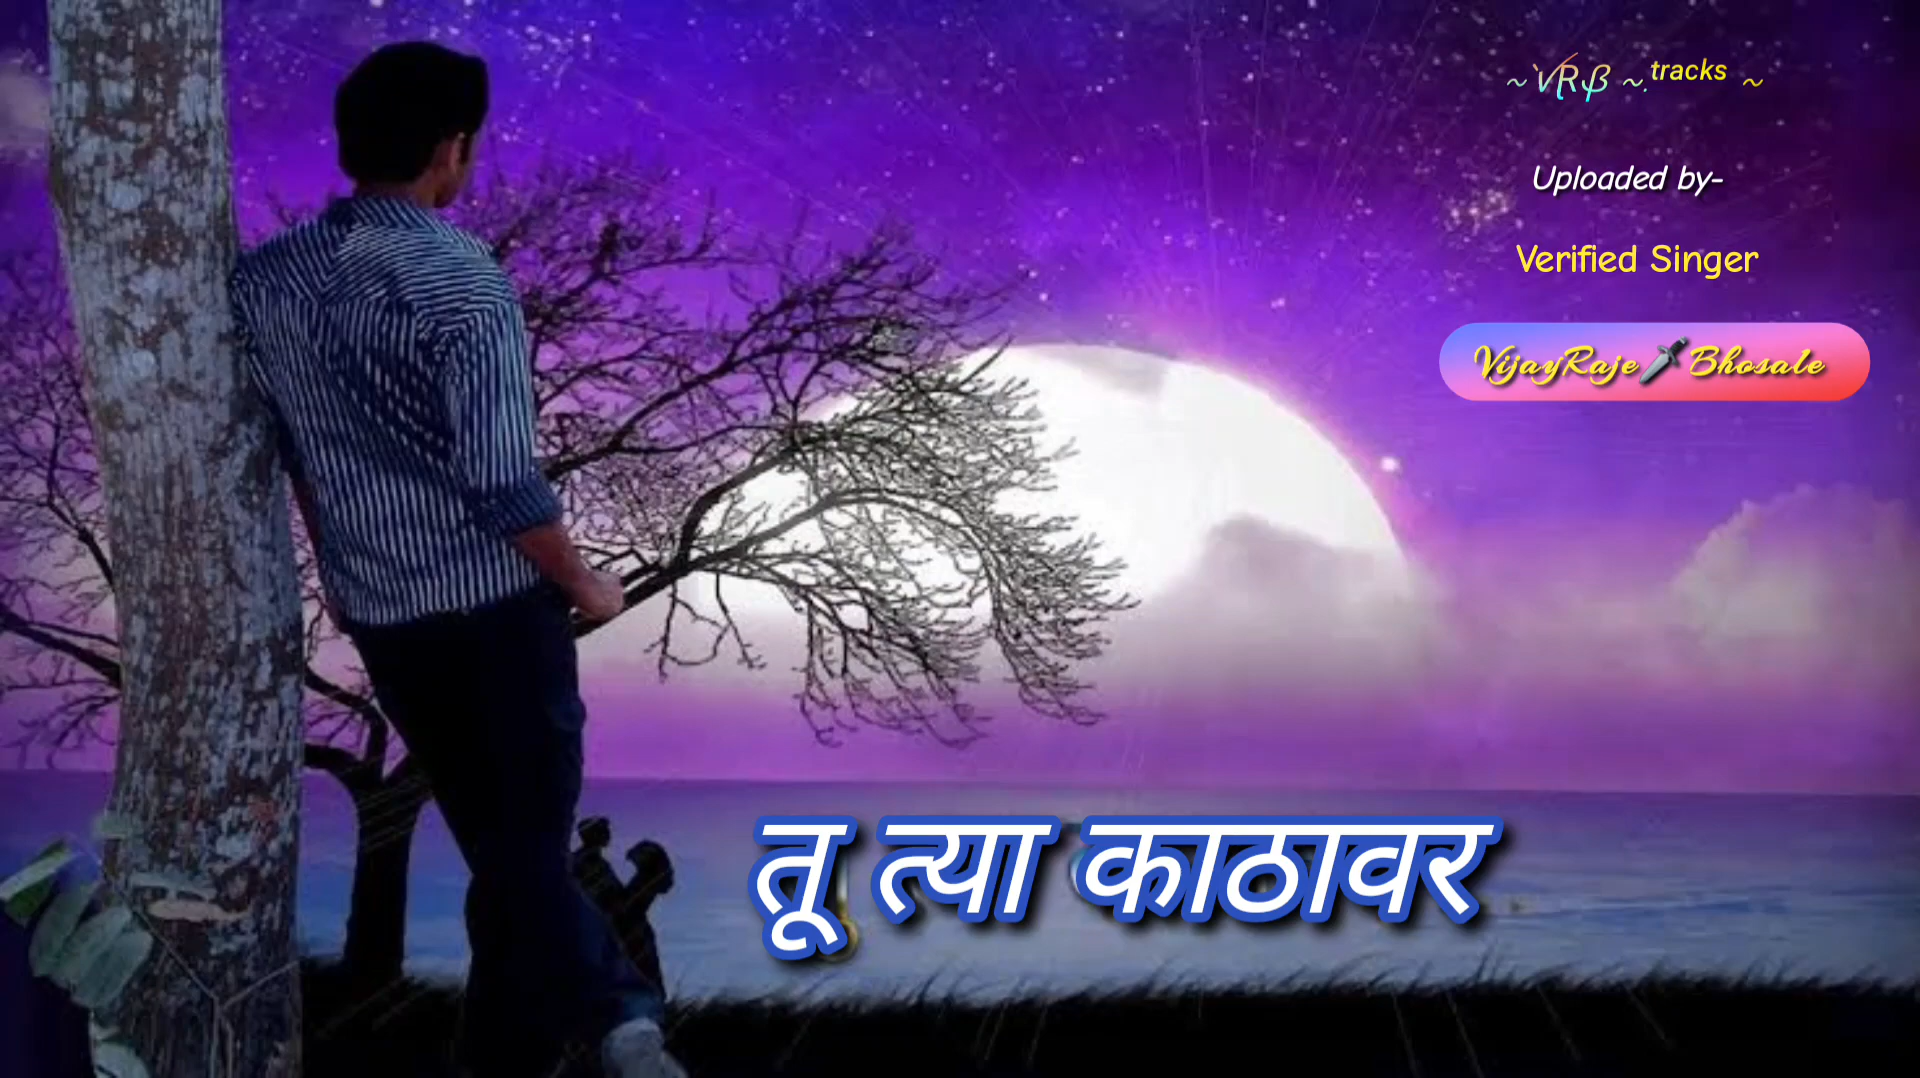 ~VRβ ~.tracks ~
Uploaded by-
Verified Singer
VijayRaje🗡Bhosale
तू त्या काठावर